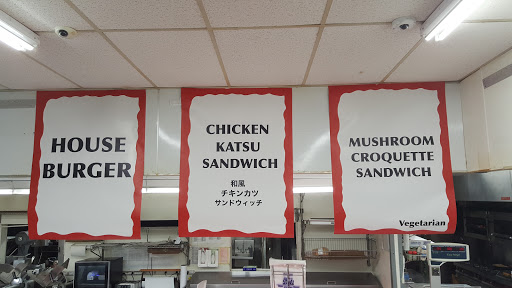 HOUSE
BURGER
CHICKEN
KATSU
SANDWICH
和風
チキンカツ
サンドウィッチ
MUSHROOM
CROQUETTE
SANDWICH
Vegetarian